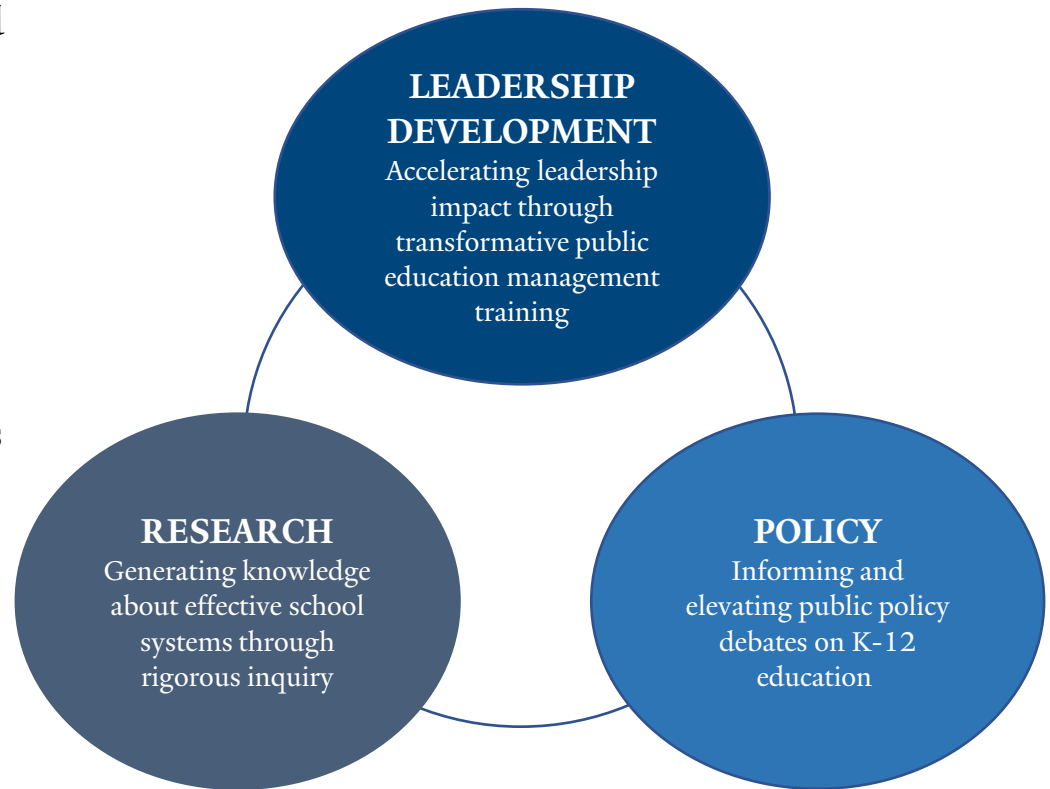 LEADERSHIP
DEVELOPMENT
Accelerating leadership
impact through
transformative public
education management
training
RESEARCH
Generating knowledge
about effective school
systems through
rigorous inquiry
POLICY
Informing and
elevating public policy
debates on K-12
education